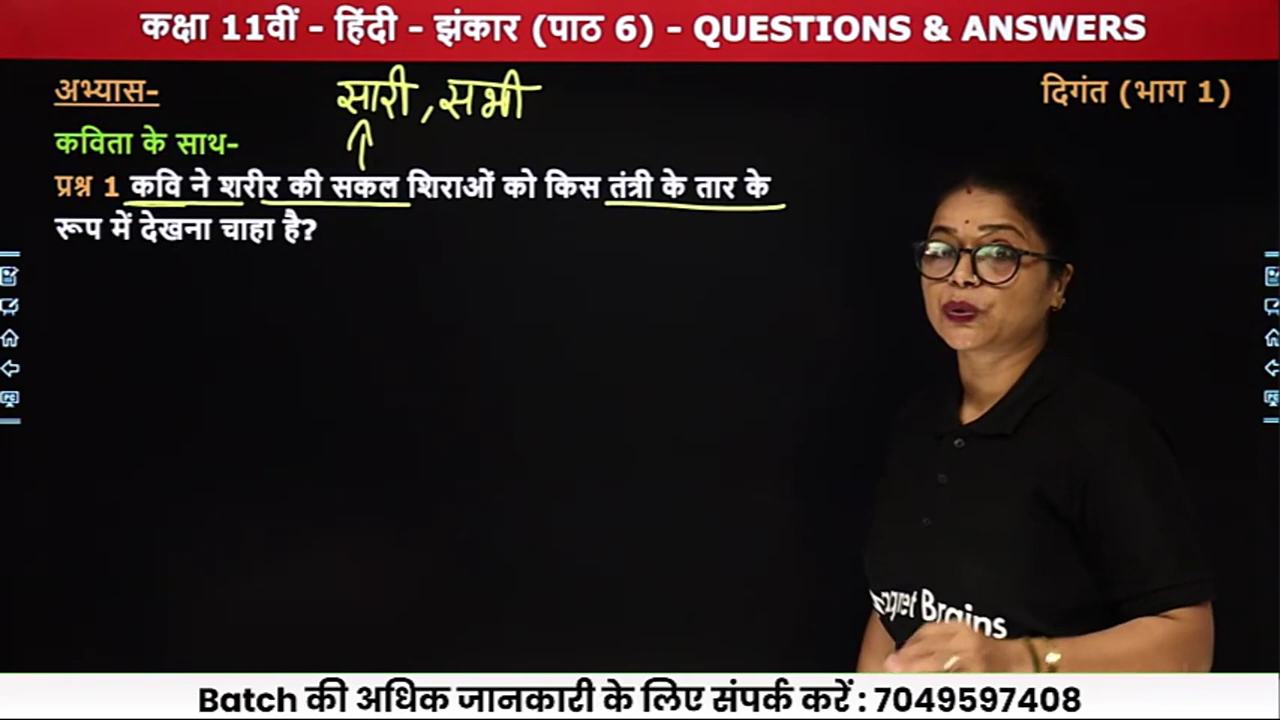 कक्षा 11वीं - हिंदी - झंकार (पाठ 6) - QUESTIONS & ANSWERS
अभ्यास-
सारी, सभी
दिगंत (भाग 1)
कविता के साथ-
प्रश्न 1 कवि ने शरीर की सकल शिराओं को किस तंत्री के तार के
रूप में देखना चाहा है?
Brains
Batch की अधिक जानकारी के लिए संपर्क करें : 7049597408